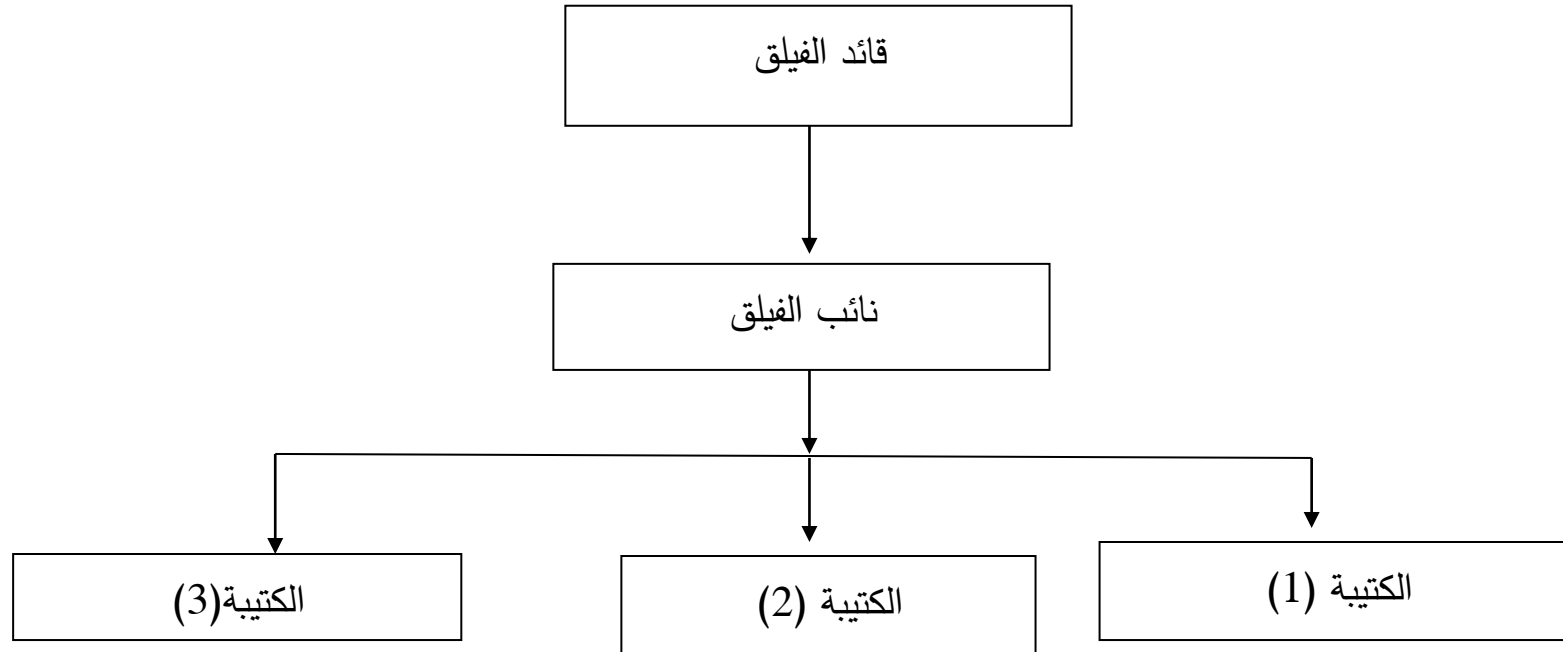 قائد الفيلق
نائب الفيلق
الكتيبة (1)
الكتيبة (2)
الكتيبة(3)